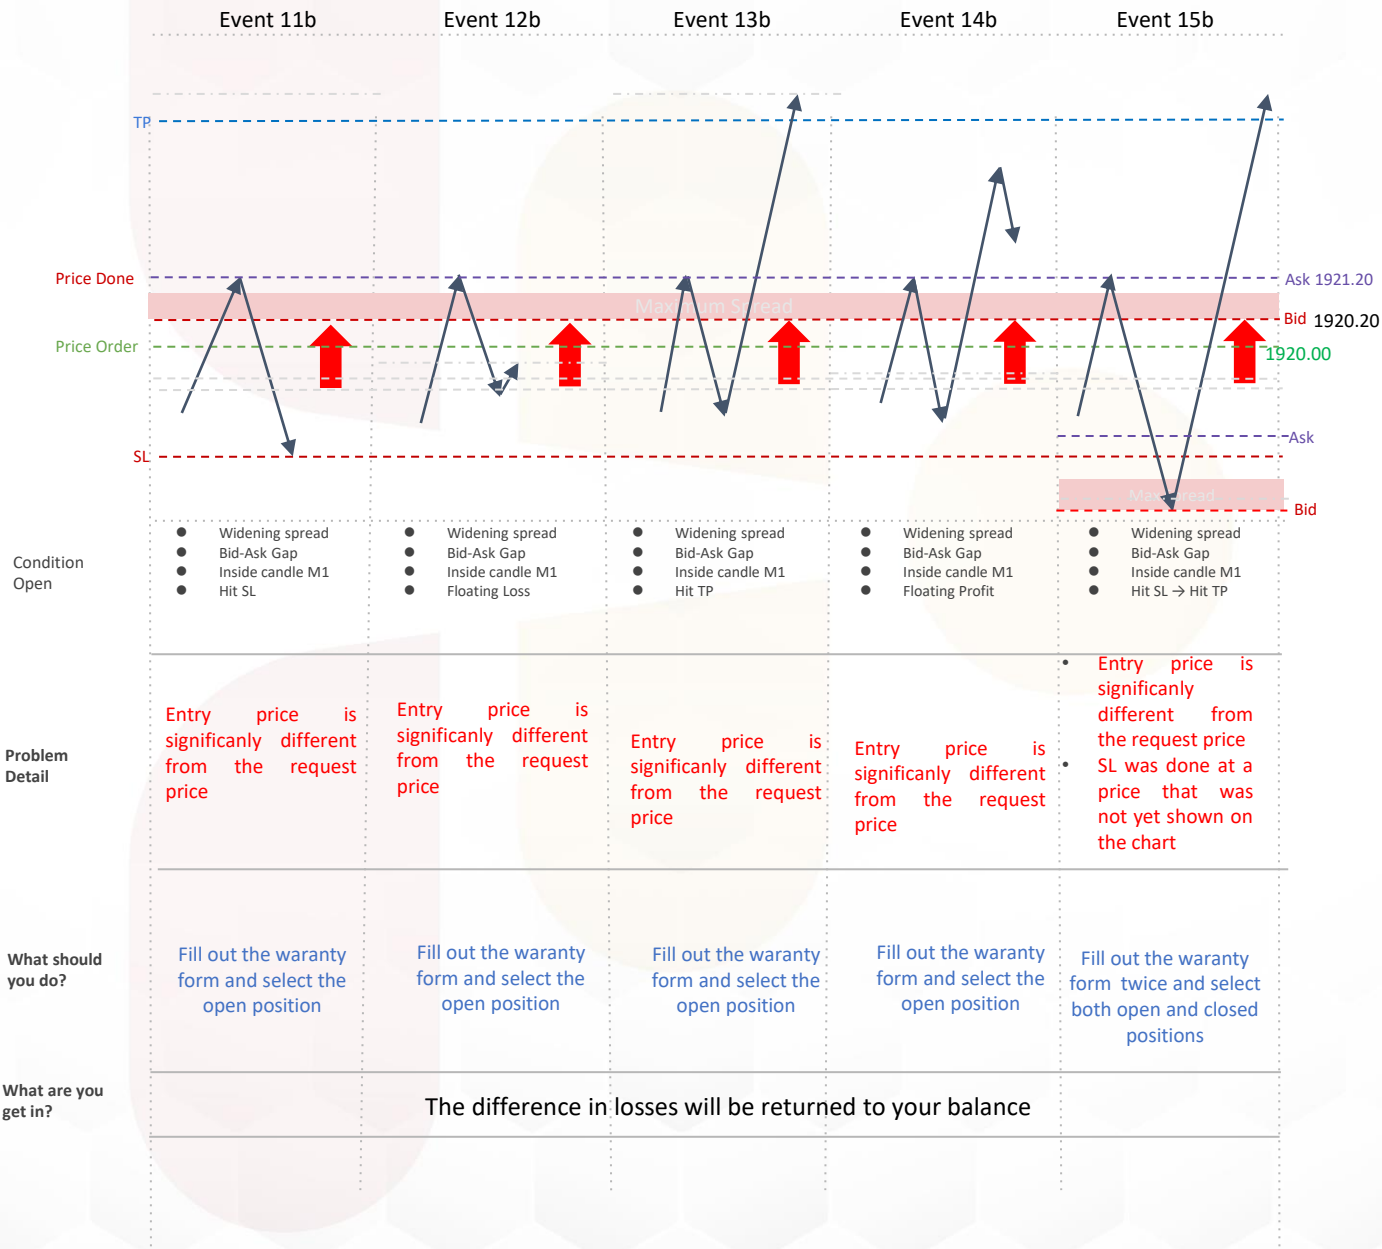 Event 11b
Event 12b
Event 13b
Event 14b
Event 15b
TP
Price Done
Ask 1921.20
Maximum Spread
Bid 1920.20
Price Order
1920.00
Ask
SL
Max Spread
Bid
Condition
Open
● Widening spread
● Bid-Ask Gap
● Inside candle M1
● Hit SL
● Widening spread
● Bid-Ask Gap
● Inside candle M1
● Floating Loss
● Widening spread
● Bid-Ask Gap
● Inside candle M1
● Hit TP
● Widening spread
● Bid-Ask Gap
● Inside candle M1
● Floating Profit
● Widening spread
● Bid-Ask Gap
● Inside candle M1
● Hit SL → Hit TP
Problem
Detail
Entry price is
significanly different
from the request
price
Entry price is
significanly different
from the request
price
Entry price is
significanly different
from the request
price
Entry price is
significanly different
from the request
price
• Entry price is
significanly
different from
the request price
• SL was done at a
price that was
not yet shown on
the chart
What should
you do?
Fill out the waranty
form and select the
open position
Fill out the waranty
form and select the
open position
Fill out the waranty
form and select the
open position
Fill out the waranty
form and select the
open position
Fill out the waranty
form twice and select
both open and closed
positions
What are you
get in?
The difference in losses will be returned to your balance